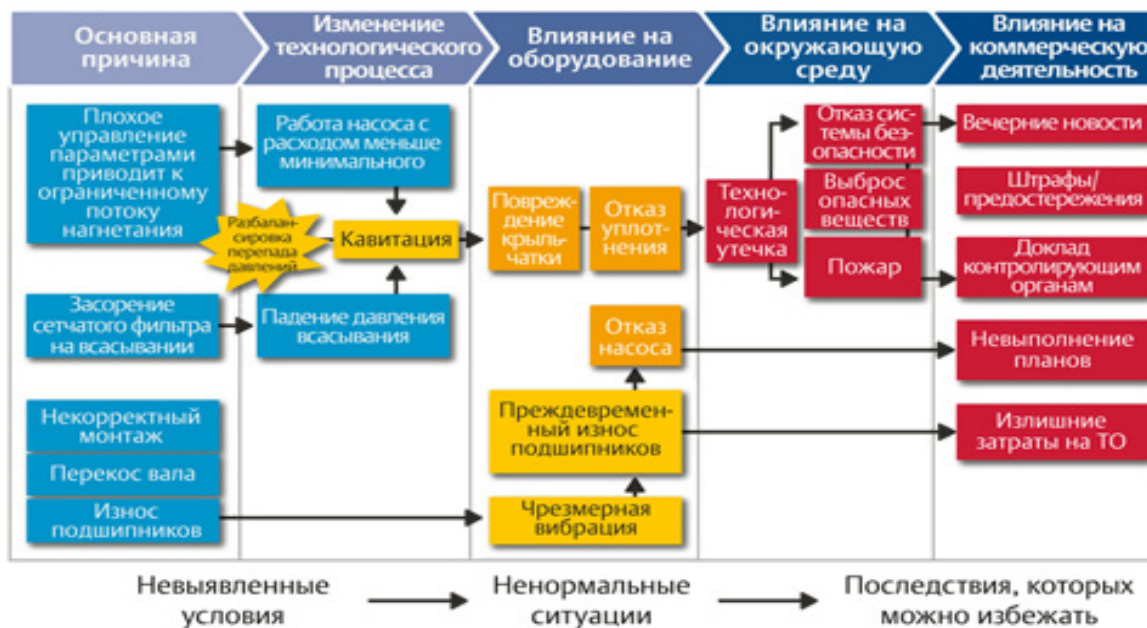 Основная
причина
Изменение
технологического
процесса
Влияние на
оборудование
Влияние на
окружающую
среду
Влияние на
коммерческую
деятельность
Плохое
управление
параметрами
приводит к
ограниченному
потоку
нагнетания
Работа насоса с
расходом меньше
минимального
Разбалан-
сировка
перепада
давлений
Кавитация
Засорение
сетчатого фильтра
на всасывании
Падение давления
всасывания
Некорректный
монтаж
Перекос вала
Износ
подшипников
Повреж-
дение
крыль-
чатки
Отказ
уплот-
нения
Отказ
насоса
Преждевремен-
ный износ
подшипников
Чрезмерная
вибрация
Техно-
логи-
ческая
утечка
Отказ сис-
темы без-
опасности
Выброс
опасных
веществ
Пожар
Вечерние новости
Штрафы/
предостережения
Доклад
контролирующим
органам
Невыполнение
планов
Излишние
затраты на ТО
Невыявленные
условия
Ненормальные
ситуации
Последствия, которых
можно избежать